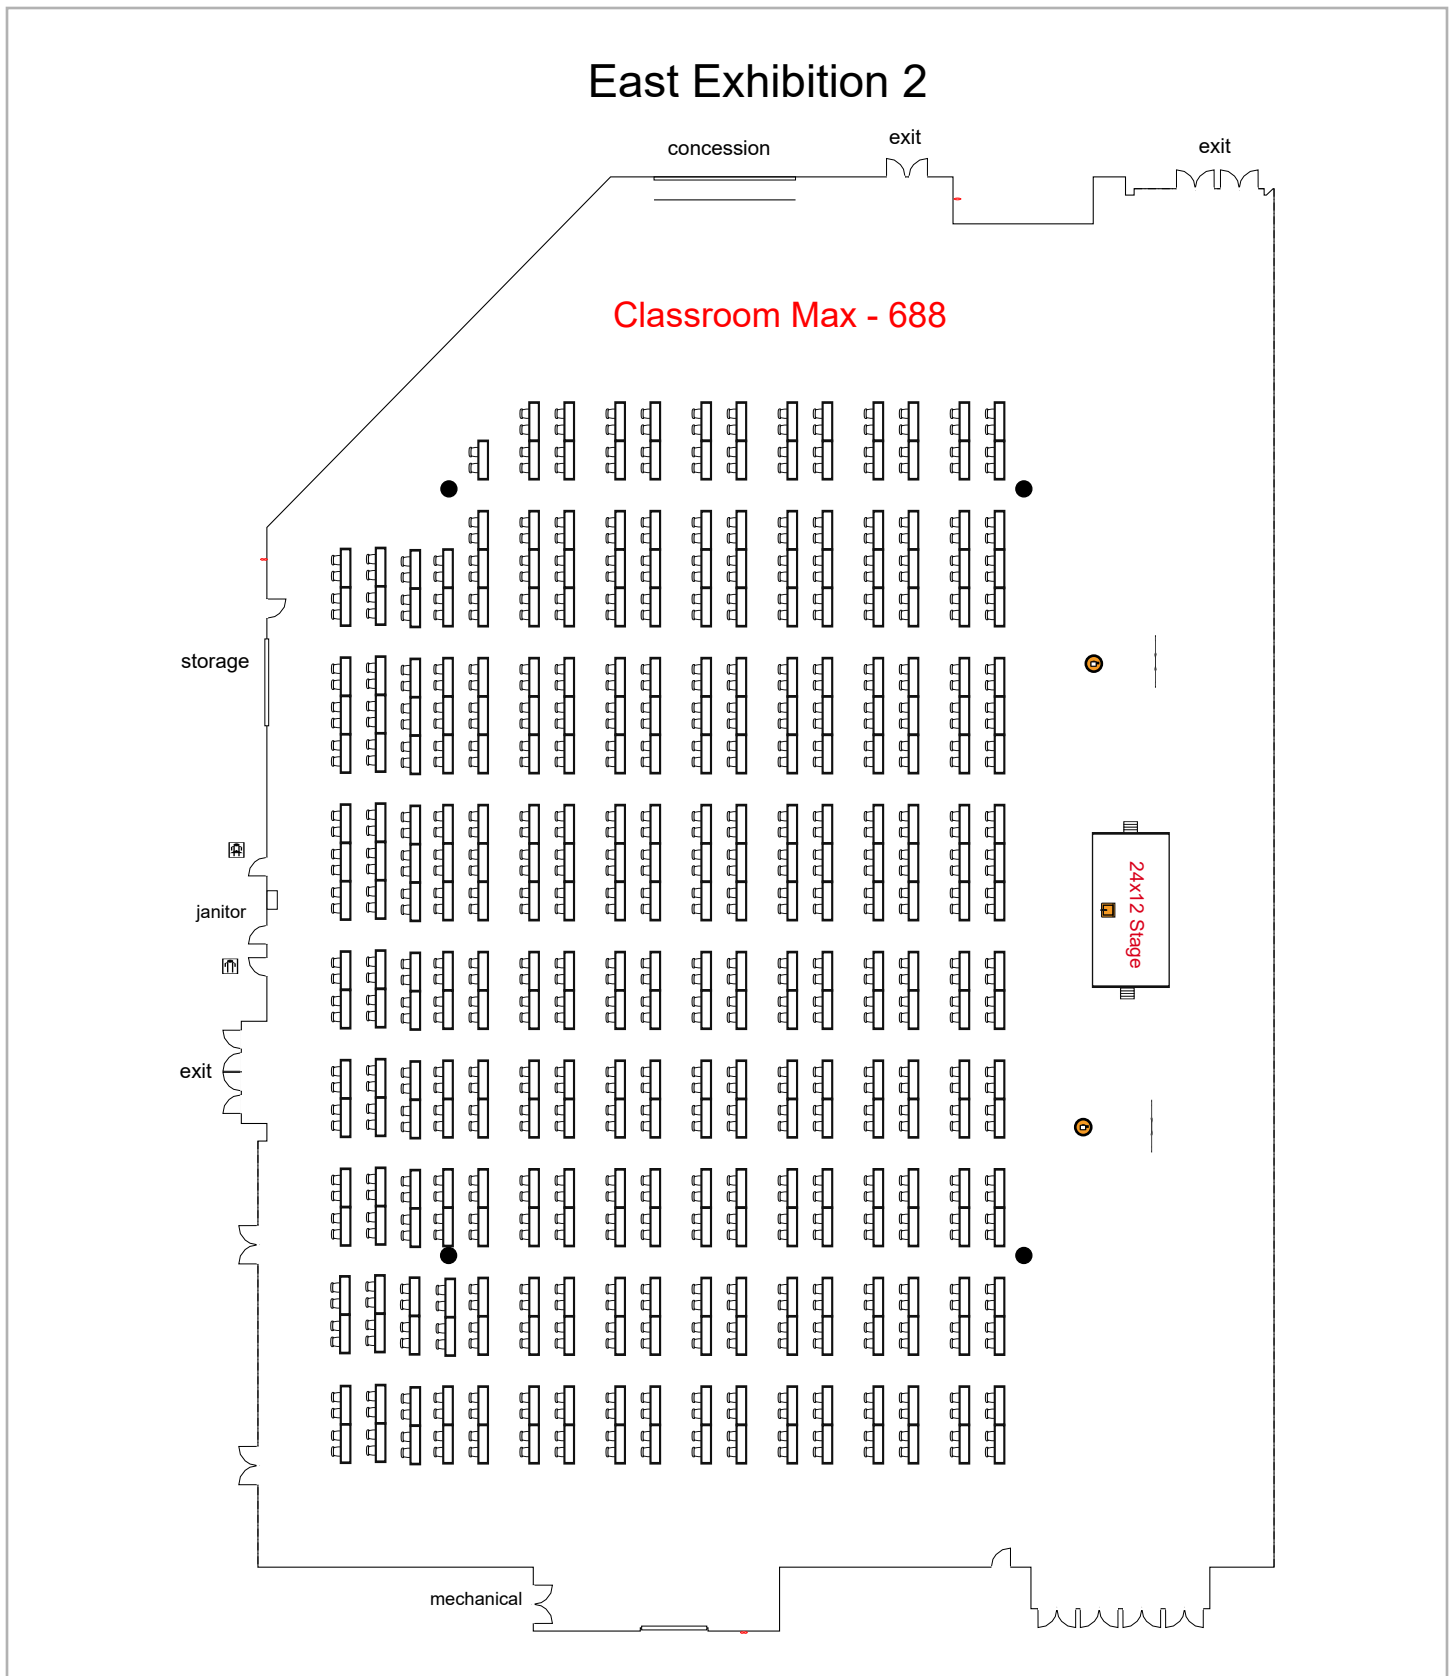 East Exhibition 2
concession
exit
exit
Classroom Max - 688
storage
janitor
24x12 Stage
exit
mechanical